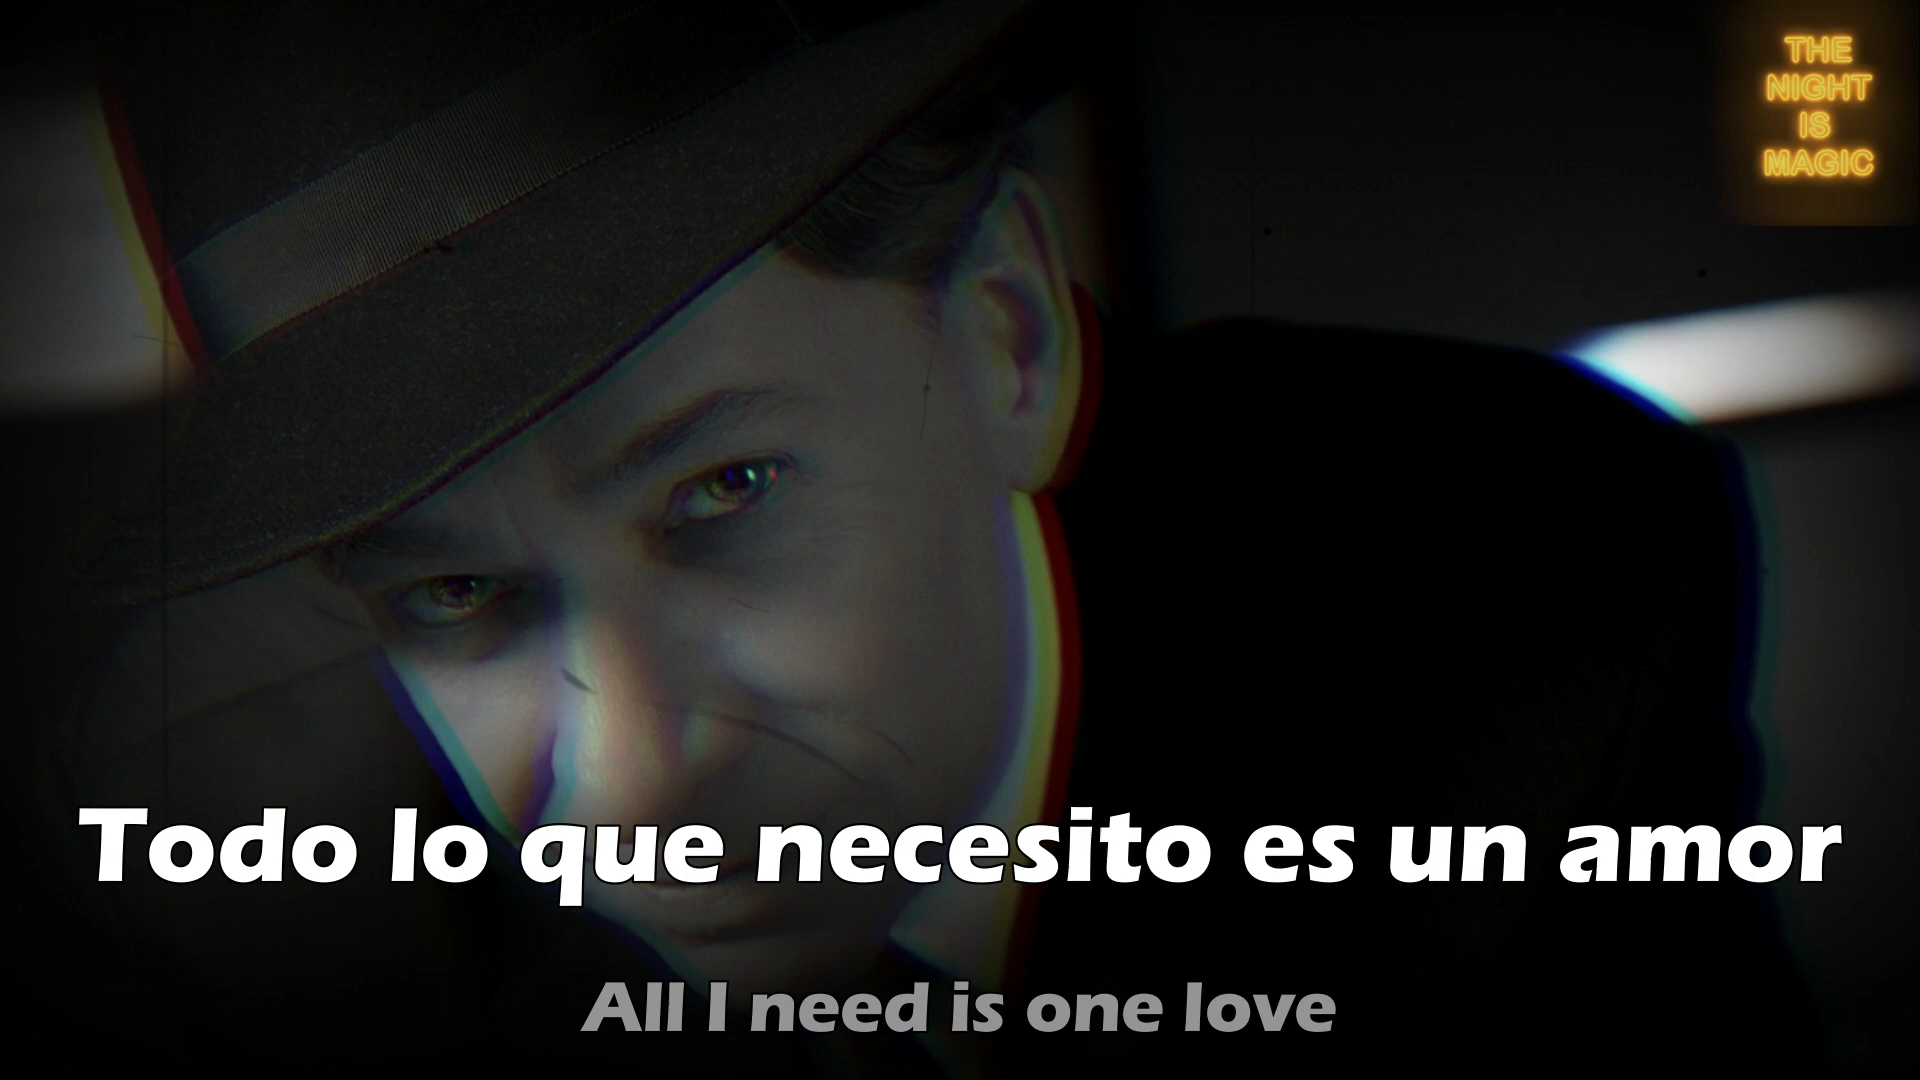 THE
NIGHT
IS
MAGIC
Todo lo que necesito es un amor
All I need is one love